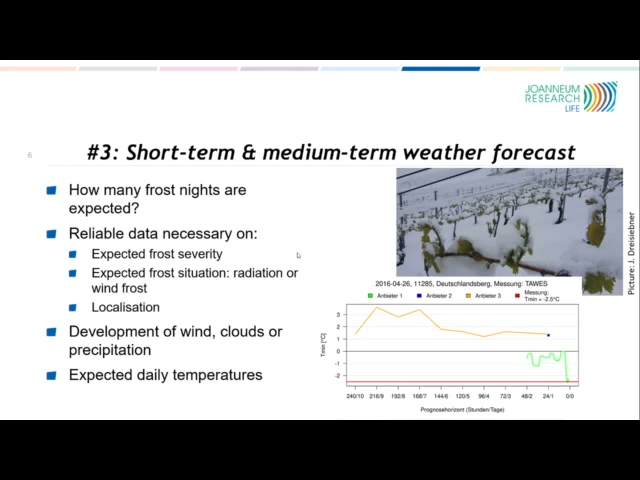 JOANNEUM
RESEARCH
LIFE
6
#3: Short-term & medium-term weather forecast
How many frost nights are
expected?
Reliable data necessary on:
Expected frost severity
Expected frost situation: radiation or
wind frost
Localisation
Development of wind, clouds or
precipitation
Expected daily temperatures
Picture: J. Dreisiebner
2016-04-26, 11285, Deutschlandsberg, Messung: TAWES
Anbieter 1
Anbieter 2
Anbieter 3
Messung:
Tmin = -2.5°C
Tmin [°C]
3
2
1
0
-1
-2
240/10 216/9 192/8 168/7 144/6 120/5 96/4 72/3 48/2 24/1 0/0
Prognosehorizont (Stunden/Tage)